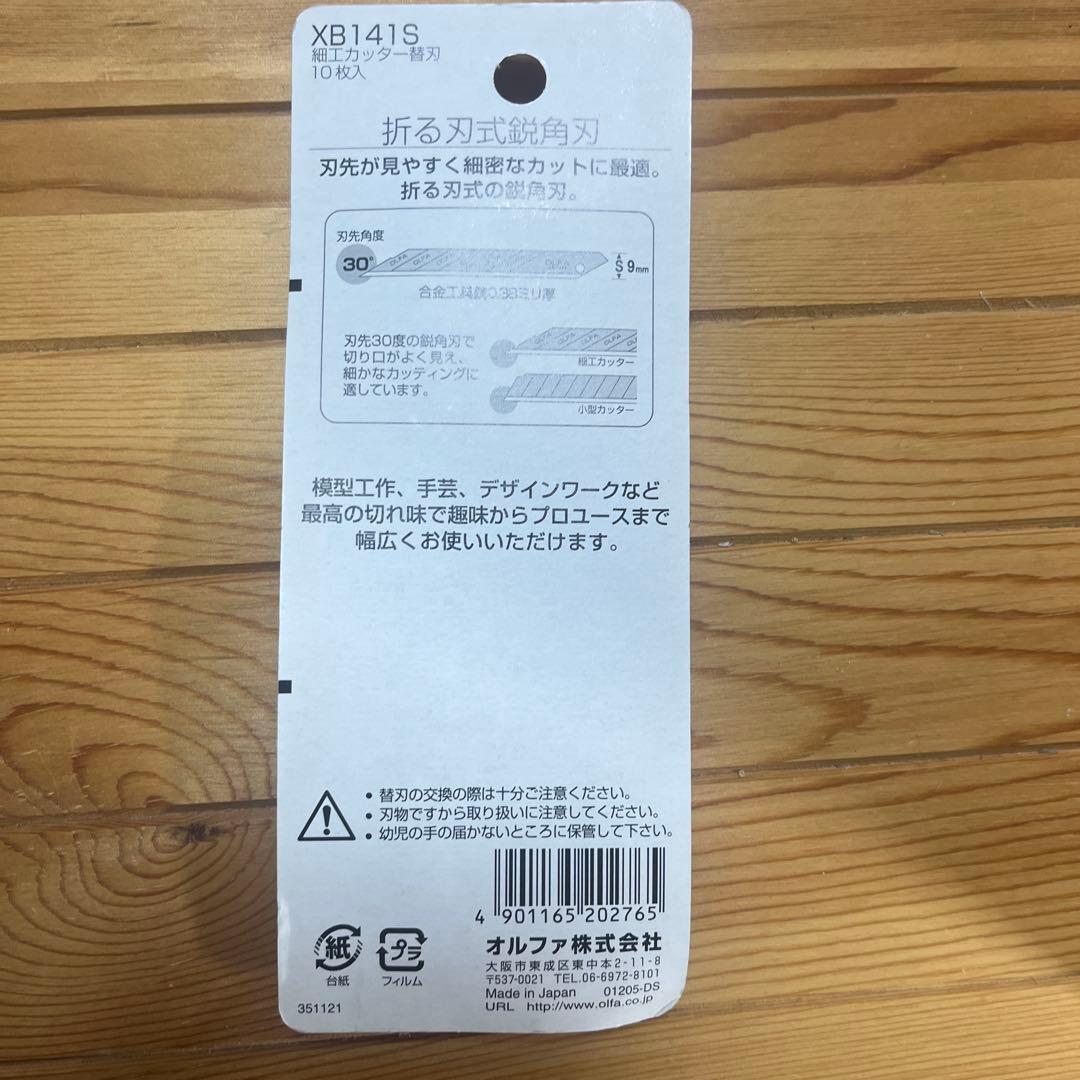 XB141S
細工カッター替刃
10枚入
折る刃式鋭角刃
刃先が見やすく細密なカットに最適。
折る刃式の鋭角刃。
刃先角度
30°
OLFA OLFA OLFA
S 9mm
合金工具鋼0.38ミリ厚
刃先30度の鋭角刃で
切り口がよく見え、
細かなカッティングに
適しています。
OLFA OLFA OLFA
細工カッター
小型カッター
模型工作、手芸、デザインワークなど
最高の切れ味で趣味からプロユースまで
幅広くお使いいただけます。
• 替刃の交換の際は十分ご注意ください。
• 刃物ですから取り扱いに注意してください。
• 幼児の手の届かないところに保管して下さい。
4 901165 202765
紙
台紙
プラ
フィルム
オルファ株式会社
大阪市東成区東中本2-11-8
〒537-0021 TEL.06-6972-8101
Made in Japan 01205-DS
URL http://www.olfa.co.jp
351121